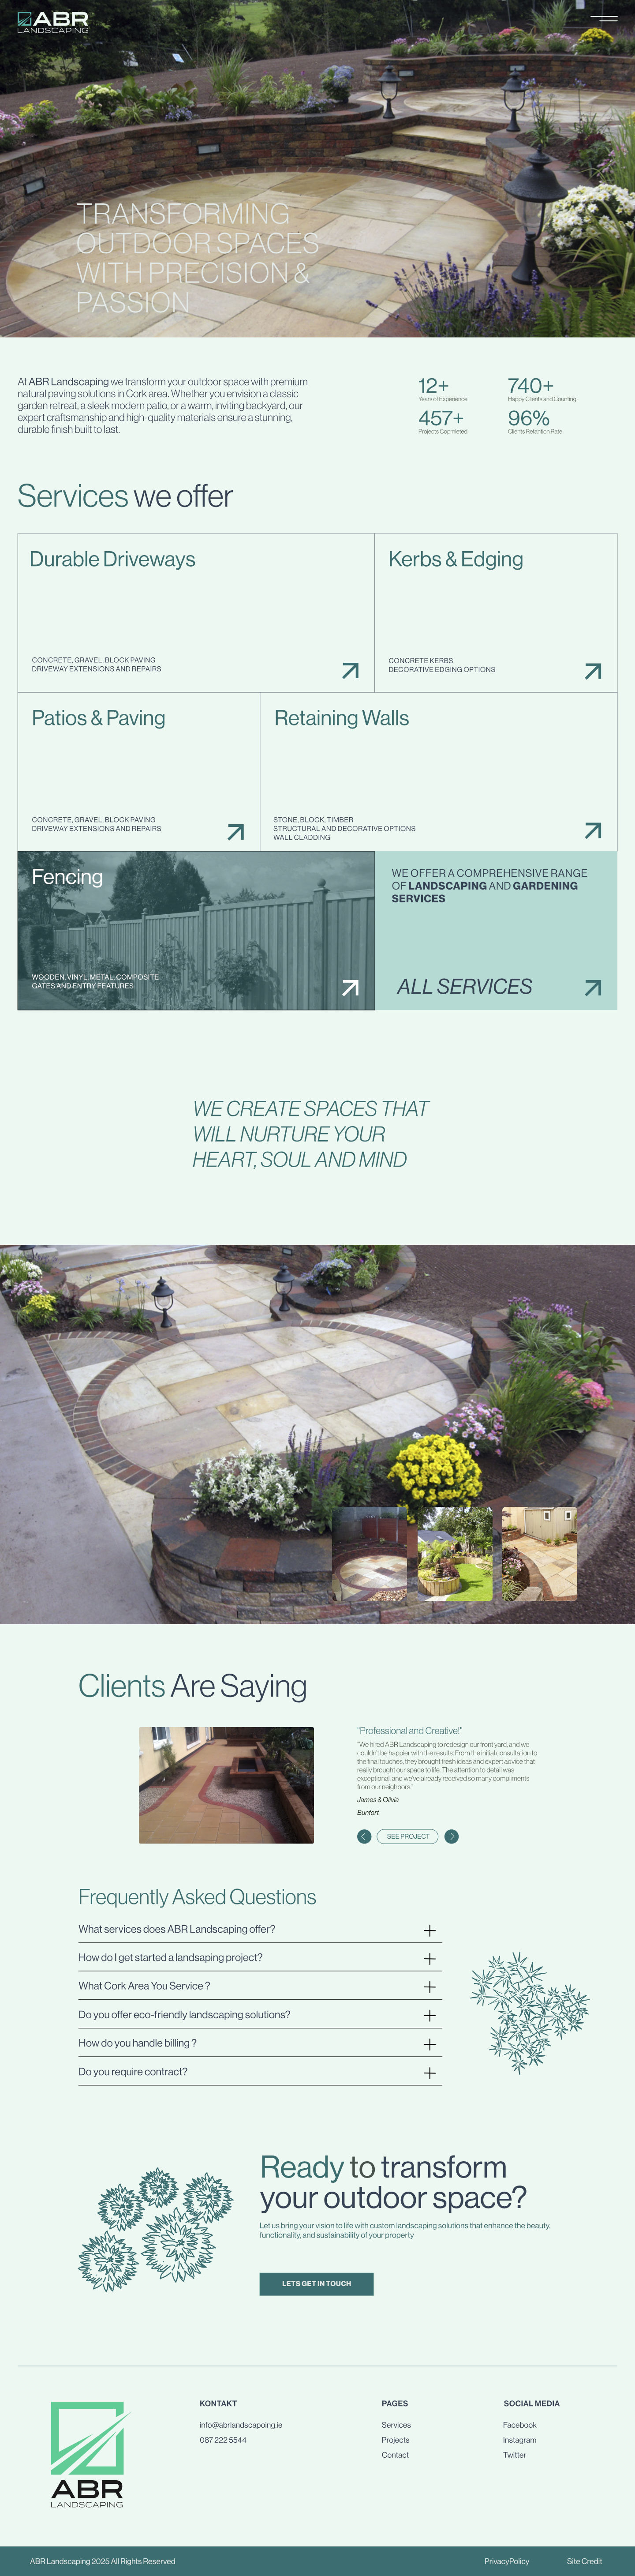 ABR
LANDSCAPING
TRANSFORMING
OUTDOOR SPACES
WITH PRECISION &
PASSION
At ABR Landscaping we transform your outdoor space with premium
natural paving solutions in Cork area. Whether you envision a classic
garden retreat, a sleek modern patio, or a warm, inviting backyard, our
expert craftsmanship and high-quality materials ensure a stunning,
durable finish built to last.
12+
Years of Experience
740+
Happy Clients and Counting
457+
Projects Copmleted
96%
Clients Retantion Rate
Services we offer
Durable Driveways
CONCRETE, GRAVEL, BLOCK PAVING
DRIVEWAY EXTENSIONS AND REPAIRS
Kerbs & Edging
CONCRETE KERBS
DECORATIVE EDGING OPTIONS
Patios & Paving
CONCRETE, GRAVEL, BLOCK PAVING
DRIVEWAY EXTENSIONS AND REPAIRS
Retaining Walls
STONE, BLOCK, TIMBER
STRUCTURAL AND DECORATIVE OPTIONS
WALL CLADDING
Fencing
WOODEN, VINYL, METAL, COMPOSITE
GATES AND ENTRY FEATURES
WE OFFER A COMPREHENSIVE RANGE
OF LANDSCAPING AND GARDENING
SERVICES
ALL SERVICES
WE CREATE SPACES THAT
WILL NURTURE YOUR
HEART, SOUL AND MIND
Clients Are Saying
"Professional and Creative!"
"We hired ABR Landscaping to redesign our front yard, and we
couldn't be happier with the results. From the initial consultation to
the final touches, they brought fresh ideas and expert advice that
really brought our space to life. The attention to detail was
exceptional, and we've already received so many compliments
from our neighbors."
James & Olivia
Bunfort
SEE PROJECT
Frequently Asked Questions
What services does ABR Landscaping offer?
How do I get started a landsaping project?
What Cork Area You Service ?
Do you offer eco-friendly landscaping solutions?
How do you handle billing ?
Do you require contract?
Ready to transform
your outdoor space?
Let us bring your vision to life with custom landscaping solutions that enhance the beauty,
functionality, and sustainability of your property
LETS GET IN TOUCH
ABR
LANDSCAPING
KONTAKT
info@abrlandscapoing.ie
087 222 5544
PAGES
Services
Projects
Contact
SOCIAL MEDIA
Facebook
Instagram
Twitter
ABR Landscaping 2025 All Rights Reserved
PrivacyPolicy
Site Credit